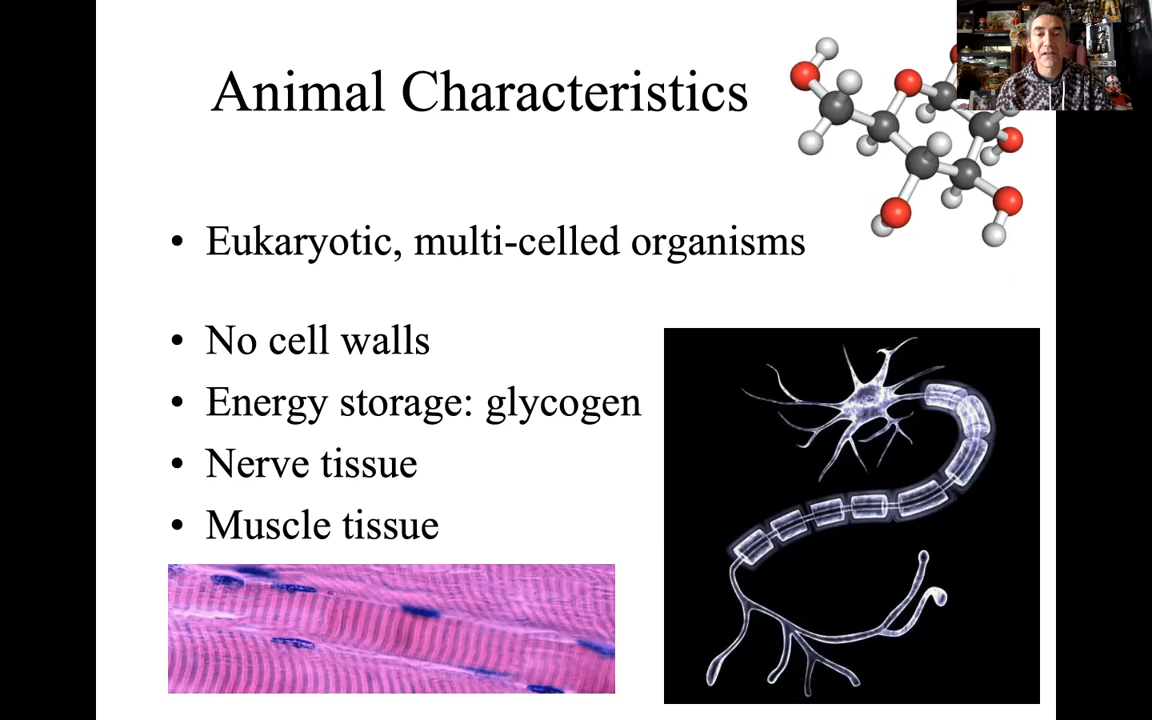 Animal Characteristics
• Eukaryotic, multi-celled organisms
• No cell walls
• Energy storage: glycogen
• Nerve tissue
• Muscle tissue